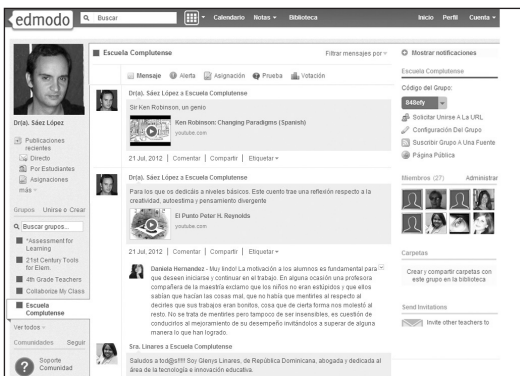 edmodo
Buscar
Calendario
Notas
Biblioteca
Inicio
Perfil
Cuenta
Dr(a). Sáez López
Publicaciones
recientes
Directo
Por Estudiantes
Asignaciones
más
Grupos
Unirse o Crear
Buscar grupos...
*Assessment for
Learning
21st Century Tools
for Elem.
4th Grade Teachers
Collaborize My Class
Escuela
Complutense
Ver todos
Comunidades
Seguir
Soporte
Comunidad
Escuela Complutense
Filtrar mensajes por
Mensaje
Alerta
Asignación
Prueba
Votación
Dr(a). Sáez López a Escuela Complutense
Sir Ken Robinson, un genio
Ken Robinson: Changing Paradigms (Spanish)
youtube.com
21 Jul, 2012 | Comentar | Compartir | Etiquetar
Dr(a). Sáez López a Escuela Complutense
Para los que os dedicáis a niveles básicos. Este cuento trae una reflexión respecto a la
creatividad, autoestima y pensamiento divergente
El Punto Peter H. Reynolds
youtube.com
21 Jul, 2012 | Comentar | Compartir | Etiquetar
Daniela Hernandez - Muy lindo! La motivación a los alumnos es fundamental para
que deseen iniciarse y continuar en el trabajo. En alguna ocasión una profesora
compañera de la maestría exclamo que los niños no eran estúpidos y que ellos
sabían que hacían las cosas mal, que no había que mentirles al respecto al
decirles que sus trabajos eran bonitos, cosa que de cierta forma nos molestó al
resto. No se trata de mentirles pero tampoco de ser insensibles, es cuestión de
conducirlos al mejoramiento de su desempeño invitándolos a superar de alguna
manera lo que han logrado.
Sra. Linares a Escuela Complutense
Saludos a tod@s!!!!! Soy Glenys Linares, de República Dominicana, abogada y dedicada al
área de la tecnología e innovación educativa.
Mostrar notificaciones
Escuela Complutense
Código del Grupo:
848efy
Solicitar Unirse A La URL
Configuración Del Grupo
Suscribir Grupo A Una Fuente
Página Pública
Miembros (27)
Administrar
Carpetas
Crear y compartir carpetas con
este grupo en la biblioteca
Send Invitations
Invite other teachers to